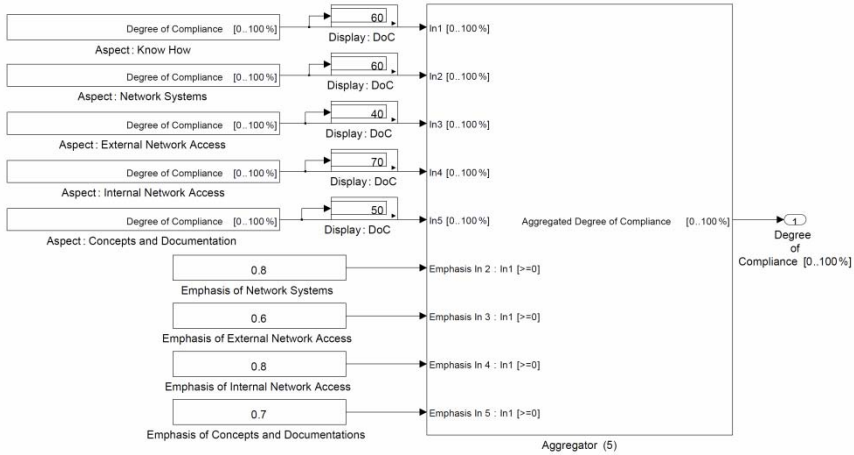 Degree of Compliance [0..100%]
60
In1 [0..100%]
Aspect : Know How
Display : DoC
Degree of Compliance [0..100%]
60
In2 [0..100%]
Aspect : Network Systems
Display : DoC
Degree of Compliance [0..100%]
40
In3 [0..100%]
Aspect : External Network Access
Display : DoC
Degree of Compliance [0..100%]
70
In4 [0..100%]
Aspect : Internal Network Access
Display : DoC
Degree of Compliance [0..100%]
50
In5 [0..100%]
Aspect : Concepts and Documentation
Display : DoC
Aggregated Degree of Compliance [0..100%]
1
Degree
of
Compliance [0..100%]
0.8
Emphasis In 2 : In1 [>=0]
Emphasis of Network Systems
0.6
Emphasis In 3 : In1 [>=0]
Emphasis of External Network Access
0.8
Emphasis In 4 : In1 [>=0]
Emphasis of Internal Network Access
0.7
Emphasis In 5 : In1 [>=0]
Emphasis of Concepts and Documentations
Aggregator (5)